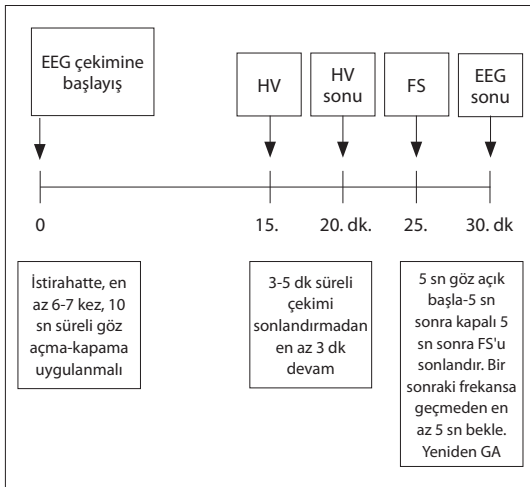 EEG çekimine
başlayış
HV
HV
sonu
FS
EEG
sonu
0
15.
20. dk.
25.
30. dk
İstirahatte, en
az 6-7 kez, 10
sn süreli göz
açma-kapama
uygulanmalı
3-5 dk süreli
çekimi
sonlandırmadan
en az 3 dk
devam
5 sn göz açık
başla-5 sn
sonra kapalı 5
sn sonra FS'u
sonlandır. Bir
sonraki frekansa
geçmeden en
az 5 sn bekle.
Yeniden GA